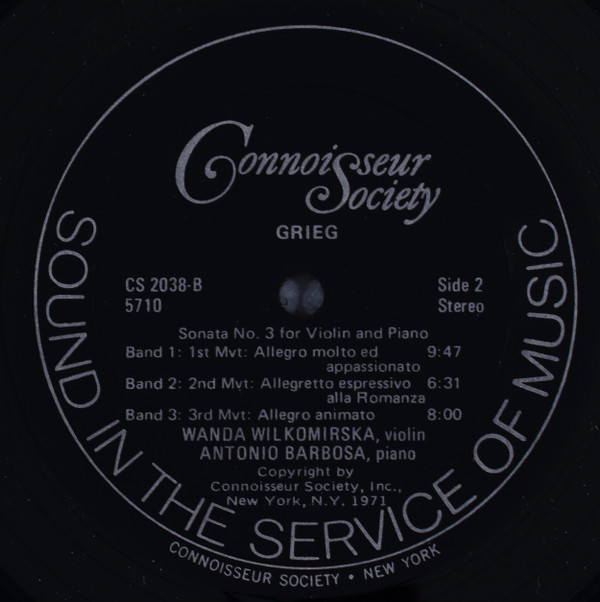 Connoisseur
Society
GRIEG
CS 2038-B
5710
Side 2
Stereo
Sonata No. 3 for Violin and Piano
Band 1: 1st Mvt: Allegro molto ed appassionato 9:47
Band 2: 2nd Mvt: Allegretto espressivo alla Romanza 6:31
Band 3: 3rd Mvt: Allegro animato 8:00
WANDA WILKOMIRSKA, violin
ANTONIO BARBOSA, piano
Copyright by
Connoisseur Society, Inc.,
New York, N.Y. 1971
SOUND IN THE SERVICE OF MUSIC
CONNOISSEUR SOCIETY • NEW YORK